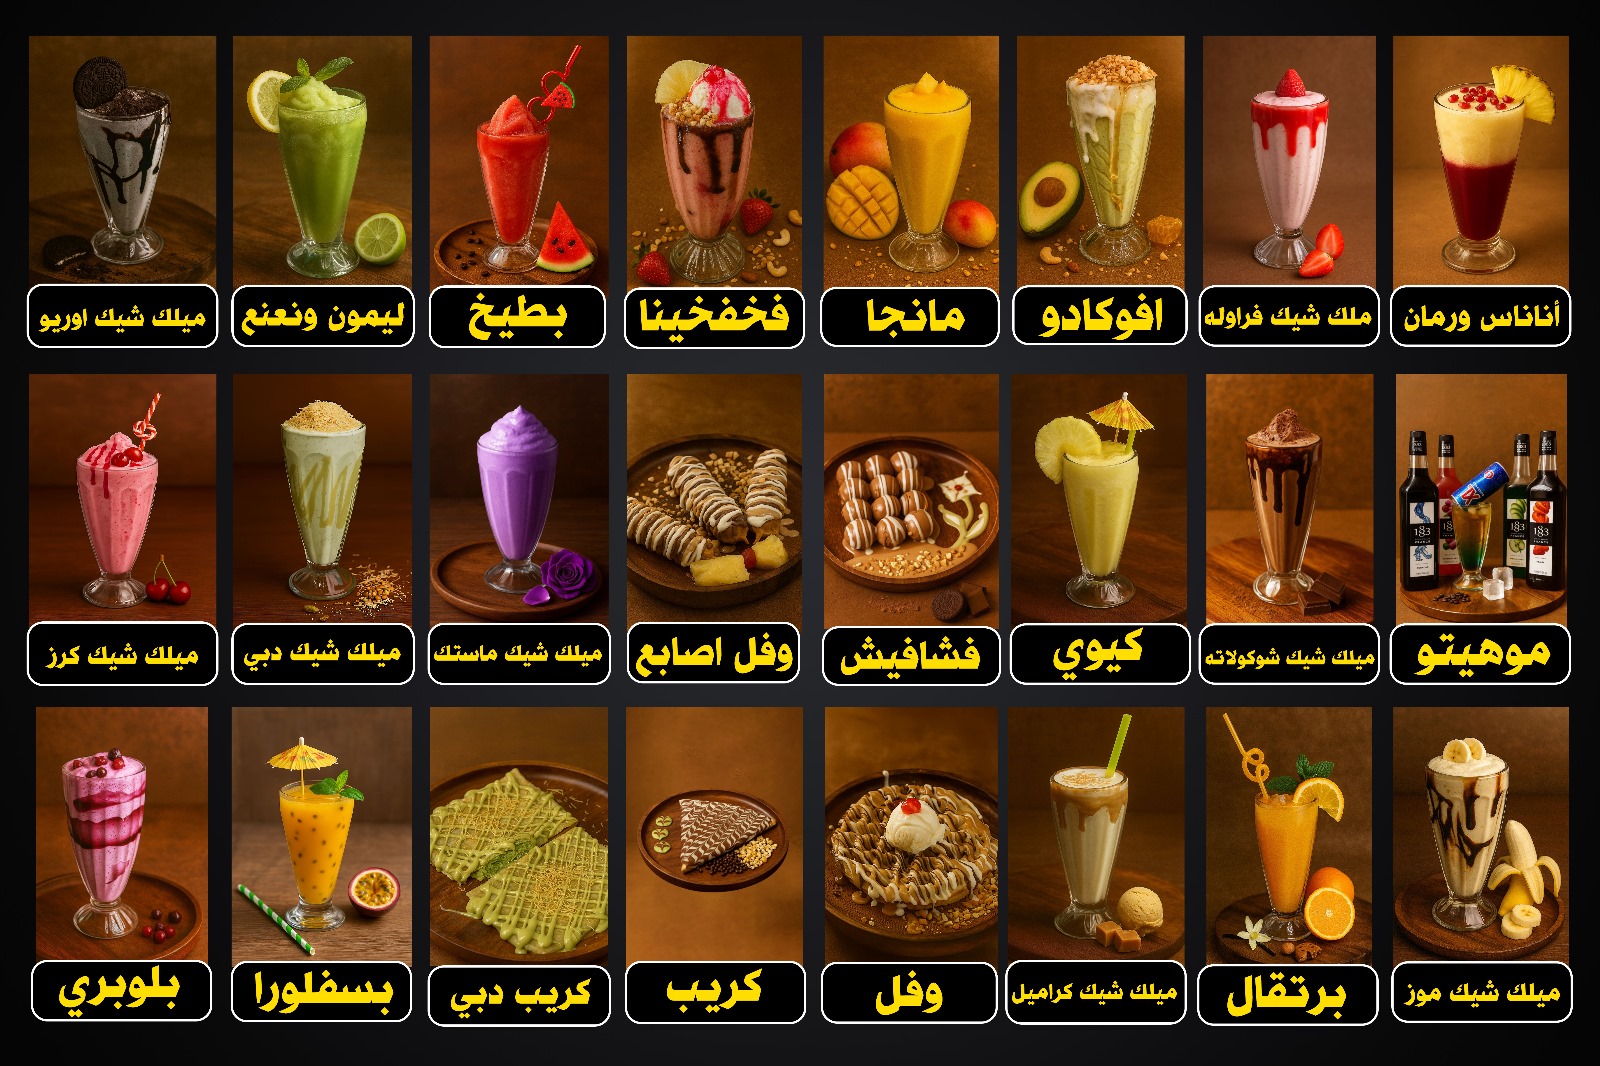 أناناس ورمان
ملك شيك فراوله
افوكادو
مانجا
فخفخينا
بطيخ
ليمون ونعنع
ميلك شيك اوريو
موهيتو
ميلك شيك شوكولاته
كيوي
فشافيش
وفل اصابع
ميلك شيك ماستك
ميلك شيك دبي
ميلك شيك كرز
ميلك شيك موز
برتقال
ميلك شيك كراميل
وفل
كريب
كريب دبي
بسفلورا
بلوبري